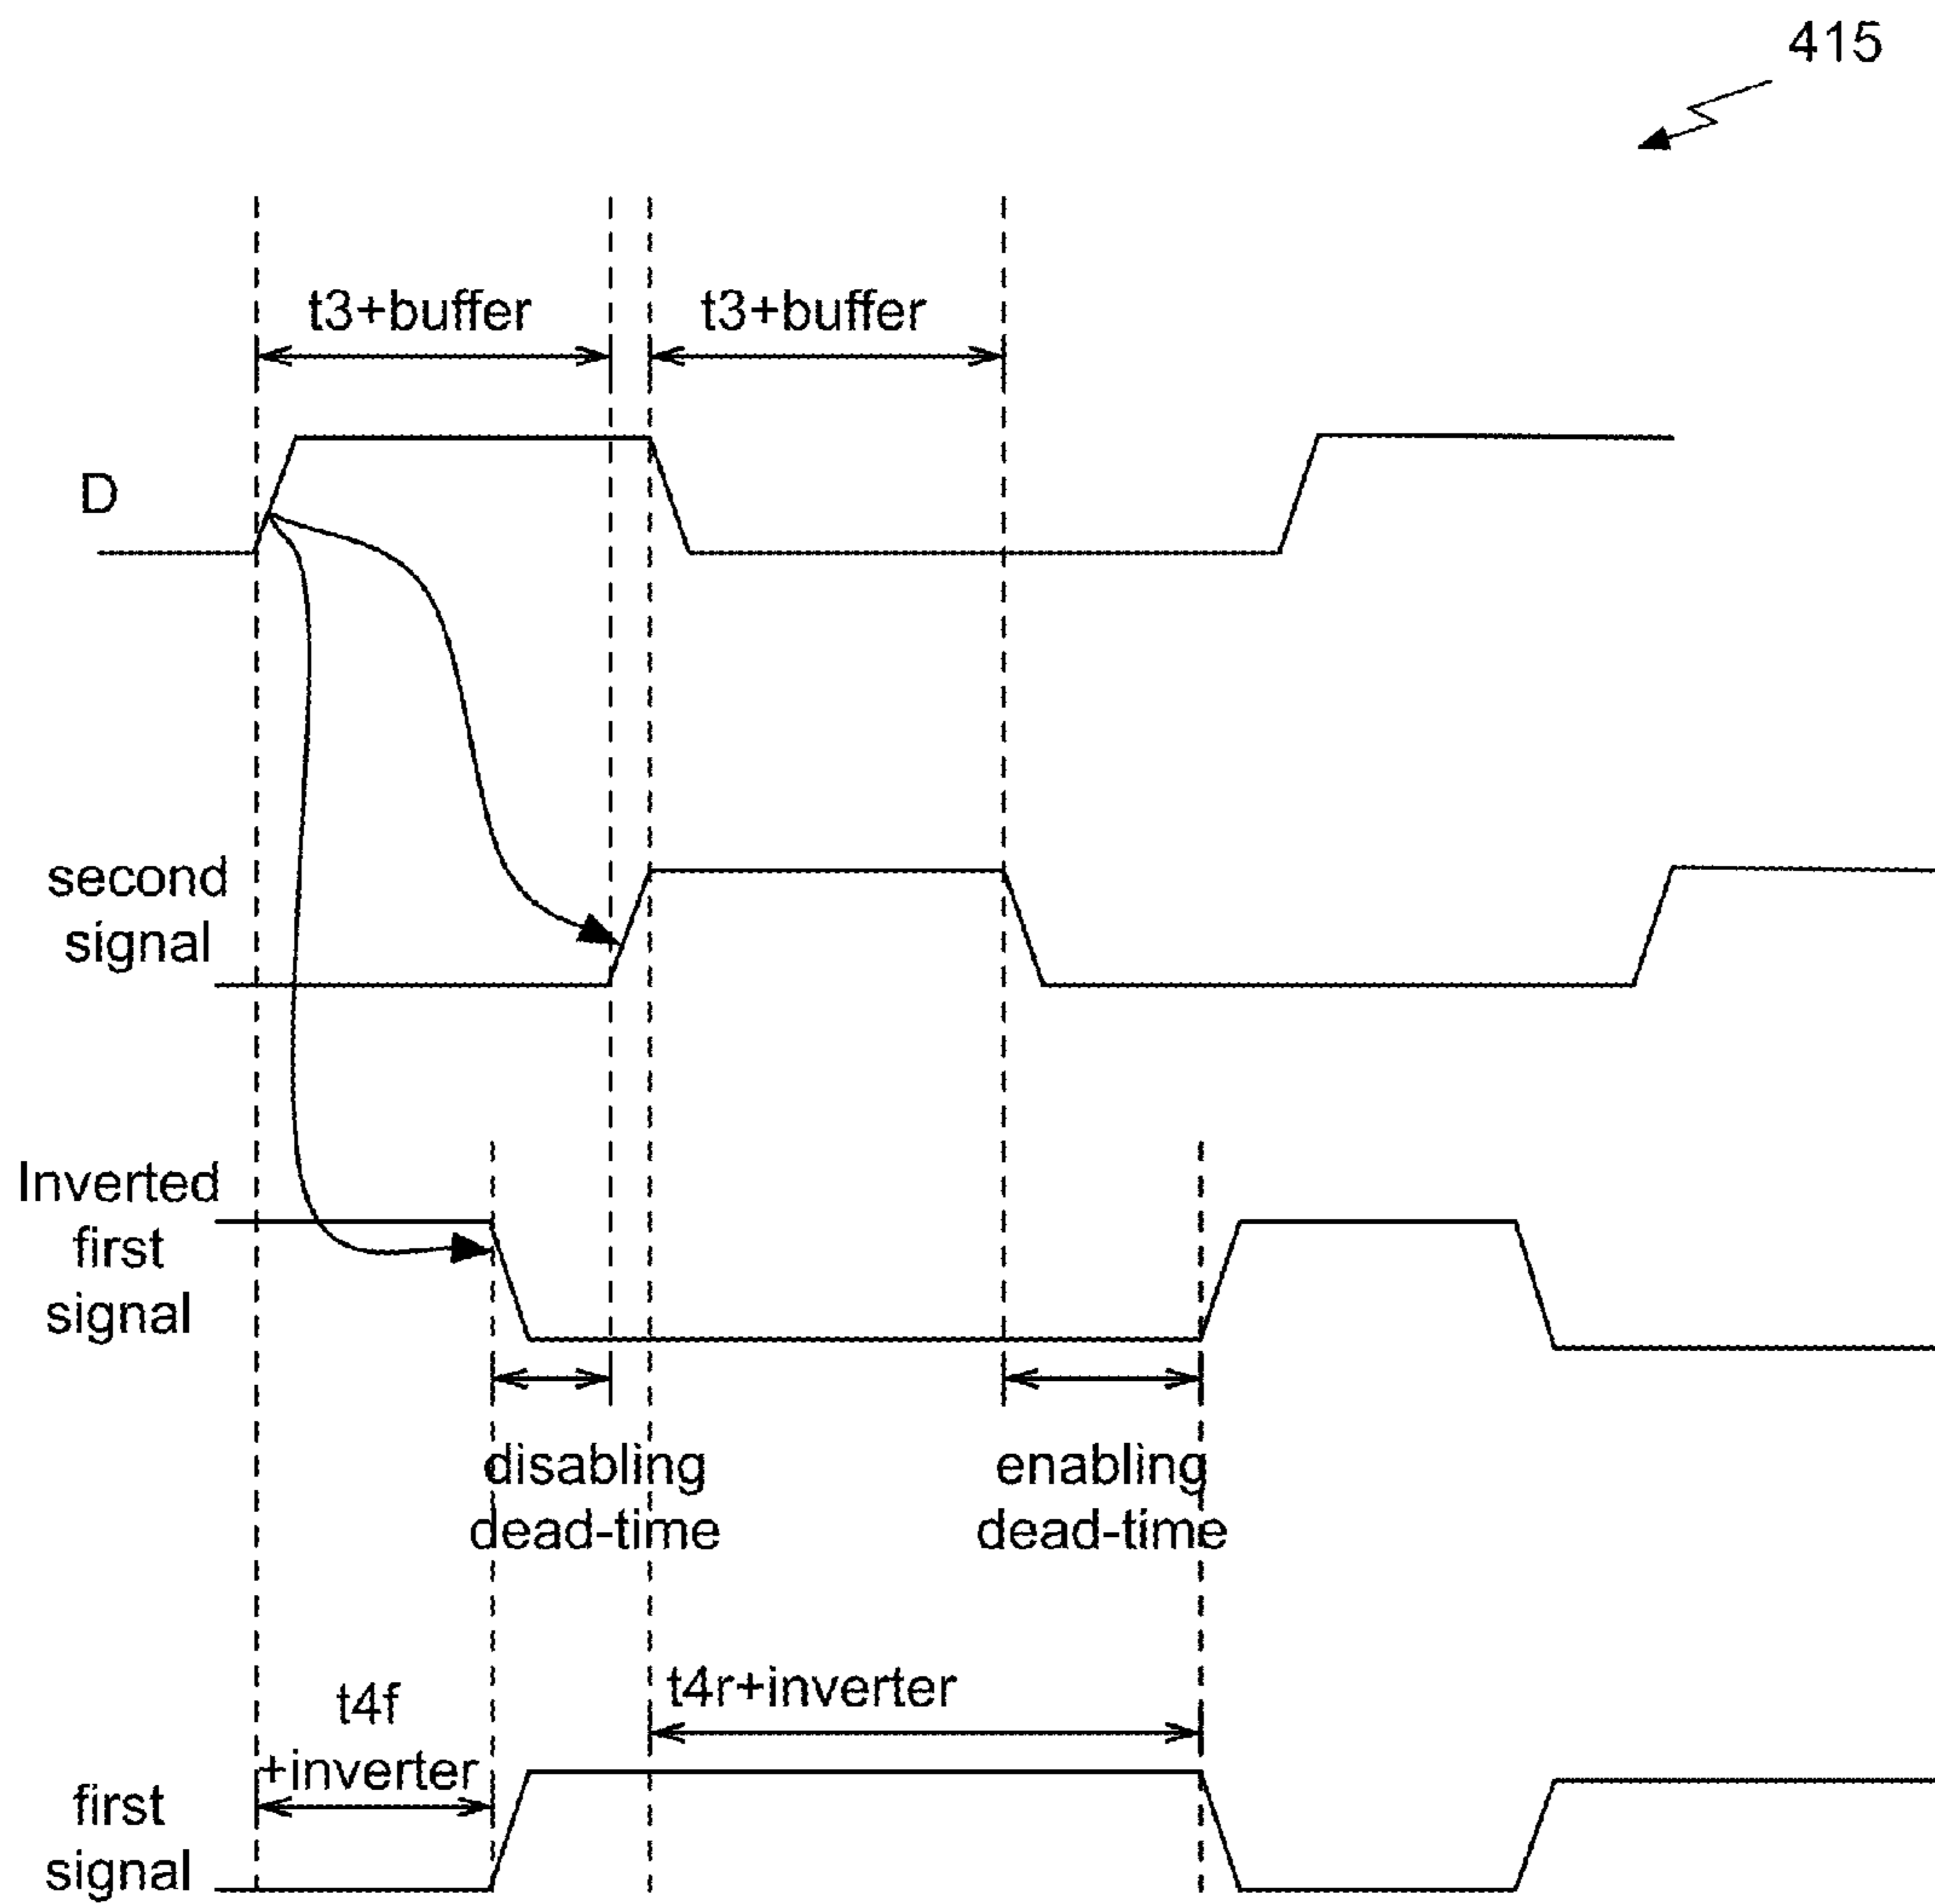 415
t3+buffer
t3+buffer
D
second
signal
Inverted
first
signal
disabling
dead-time
enabling
dead-time
t4f
+inverter
t4r+inverter
first
signal